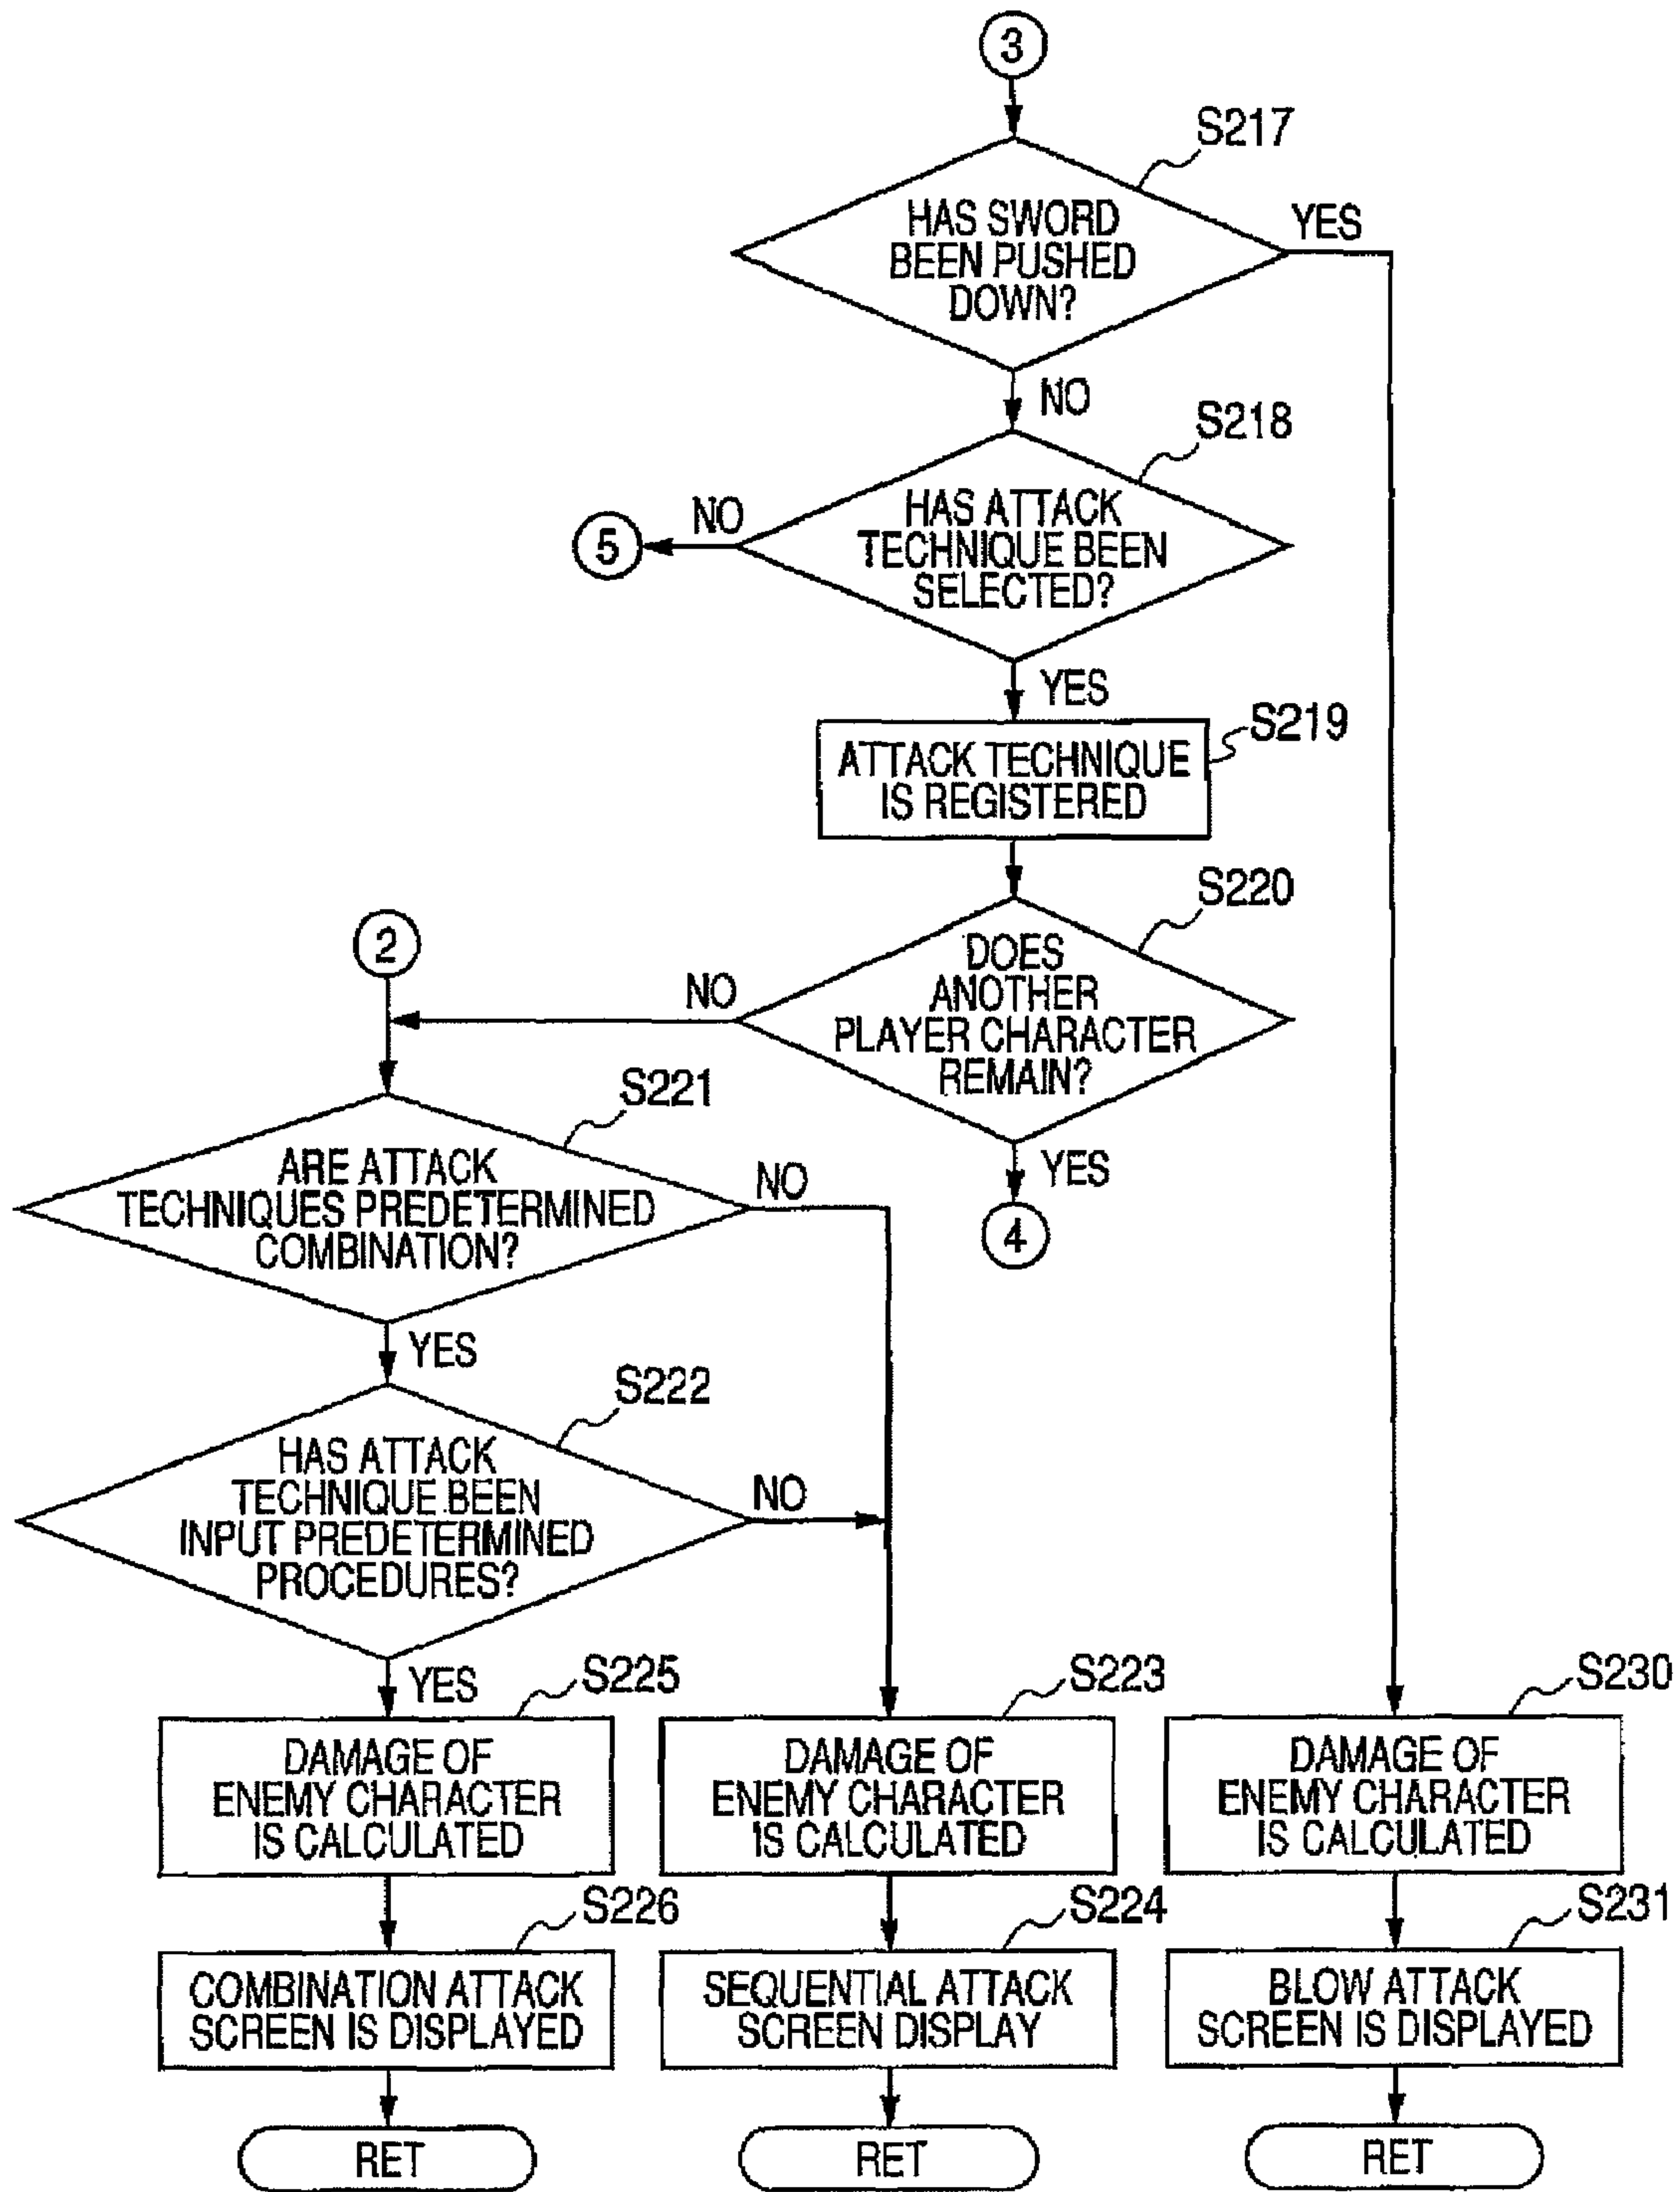 3
S217
HAS SWORD
BEEN PUSHED
DOWN?
YES
NO
S218
HAS ATTACK
TECHNIQUE BEEN
SELECTED?
NO
5
YES
S219
ATTACK TECHNIQUE
IS REGISTERED
S220
DOES
ANOTHER
PLAYER CHARACTER
REMAIN?
NO
2
YES
4
S221
ARE ATTACK
TECHNIQUES PREDETERMINED
COMBINATION?
NO
YES
S222
HAS ATTACK
TECHNIQUE BEEN
INPUT PREDETERMINED
PROCEDURES?
NO
YES
S225
DAMAGE OF
ENEMY CHARACTER
IS CALCULATED
S223
DAMAGE OF
ENEMY CHARACTER
IS CALCULATED
S230
DAMAGE OF
ENEMY CHARACTER
IS CALCULATED
S226
COMBINATION ATTACK
SCREEN IS DISPLAYED
S224
SEQUENTIAL ATTACK
SCREEN DISPLAY
S231
BLOW ATTACK
SCREEN IS DISPLAYED
RET
RET
RET